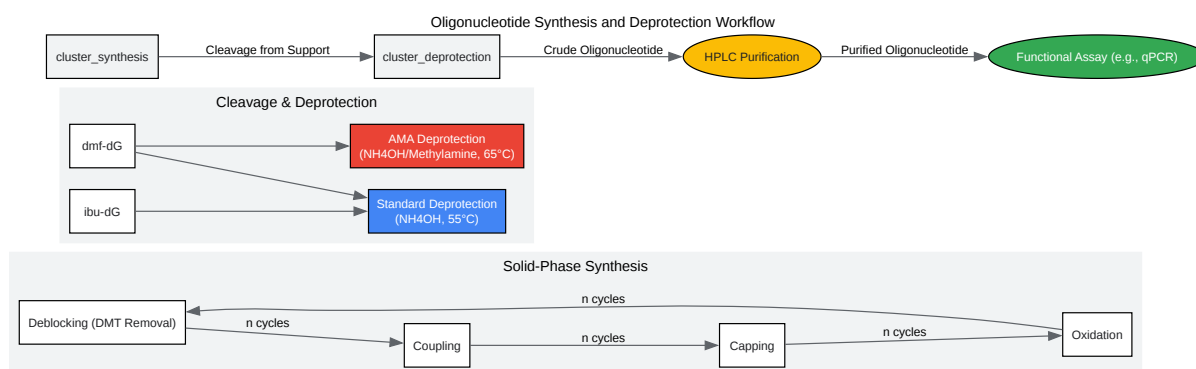 Oligonucleotide Synthesis and Deprotection Workflow
cluster_synthesis
Cleavage from Support
cluster_deprotection
Crude Oligonucleotide
HPLC Purification
Purified Oligonucleotide
Functional Assay (e.g., qPCR)
Cleavage & Deprotection
dmf-dG
AMA Deprotection
(NH4OH/Methylamine, 65°C)
ibu-dG
Standard Deprotection
(NH4OH, 55°C)
Solid-Phase Synthesis
Deblocking (DMT Removal)
n cycles
n cycles
Coupling
n cycles
Capping
n cycles
Oxidation